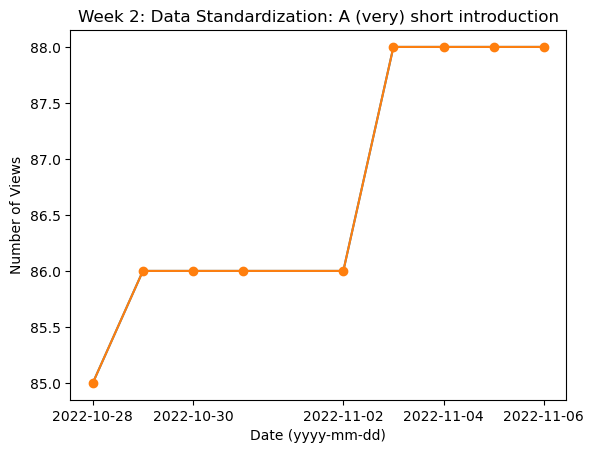 Week 2: Data Standardization: A (very) short introduction
88.0
87.5
87.0
86.5
86.0
85.5
85.0
Number of Views
2022-10-28 2022-10-30 2022-11-02 2022-11-04 2022-11-06
Date (yyyy-mm-dd)